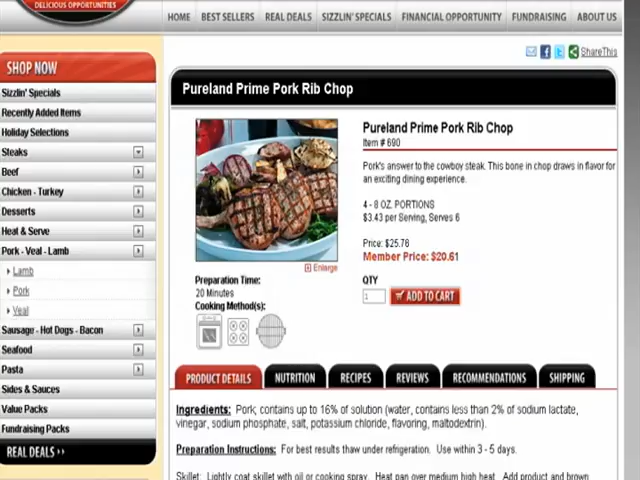 DELICIOUS OPPORTUNITIES
HOME BEST SELLERS REAL DEALS SIZZLIN' SPECIALS FINANCIAL OPPORTUNITY FUNDRAISING ABOUT US
ShareThis
SHOP NOW
Sizzlin' Specials
Recently Added Items
Holiday Selections
Steaks
Beef
Chicken - Turkey
Desserts
Heat & Serve
Pork - Veal - Lamb
Lamb
Pork
Veal
Sausage - Hot Dogs - Bacon
Seafood
Pasta
Sides & Sauces
Value Packs
Fundraising Packs
REAL DEALS
Pureland Prime Pork Rib Chop
Enlarge
Preparation Time:
20 Minutes
Cooking Method(s):
Pureland Prime Pork Rib Chop
Item # 690
Pork's answer to the cowboy steak. This bone in chop draws in flavor for
an exciting dining experience.
4 - 8 OZ. PORTIONS
$3.43 per Serving, Serves 6
Price: $25.76
Member Price: $20.61
QTY
1 ADD TO CART
PRODUCT DETAILS NUTRITION RECIPES REVIEWS RECOMMENDATIONS SHIPPING
Ingredients: Pork, contains up to 16% of solution (water, contains less than 2% of sodium lactate,
vinegar, sodium phosphate, salt, potassium chloride, flavoring, maltodextrin).
Preparation Instructions: For best results thaw under refrigeration. Use within 3 - 5 days.
Skillet: Lightly coat skillet with oil or cooking spray. Heat pan over medium high heat. Add product and brown